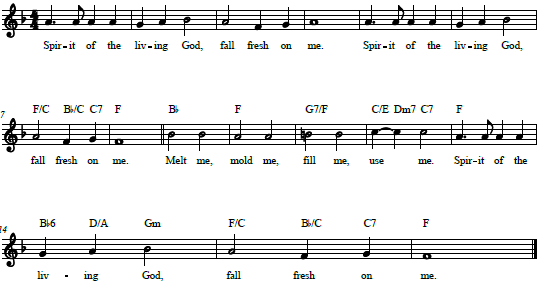 Spir-it of the liv-ing God, fall fresh on me. Spir-it of the liv-ing God,
7 F/C B♭/C C7 F B♭ F G7/F C/E Dm7 C7 F
fall fresh on me. Melt me, mold me, fill me, use me. Spir-it of the
14 B♭6 D/A Gm F/C B♭/C C7 F
liv - ing God, fall fresh on me.